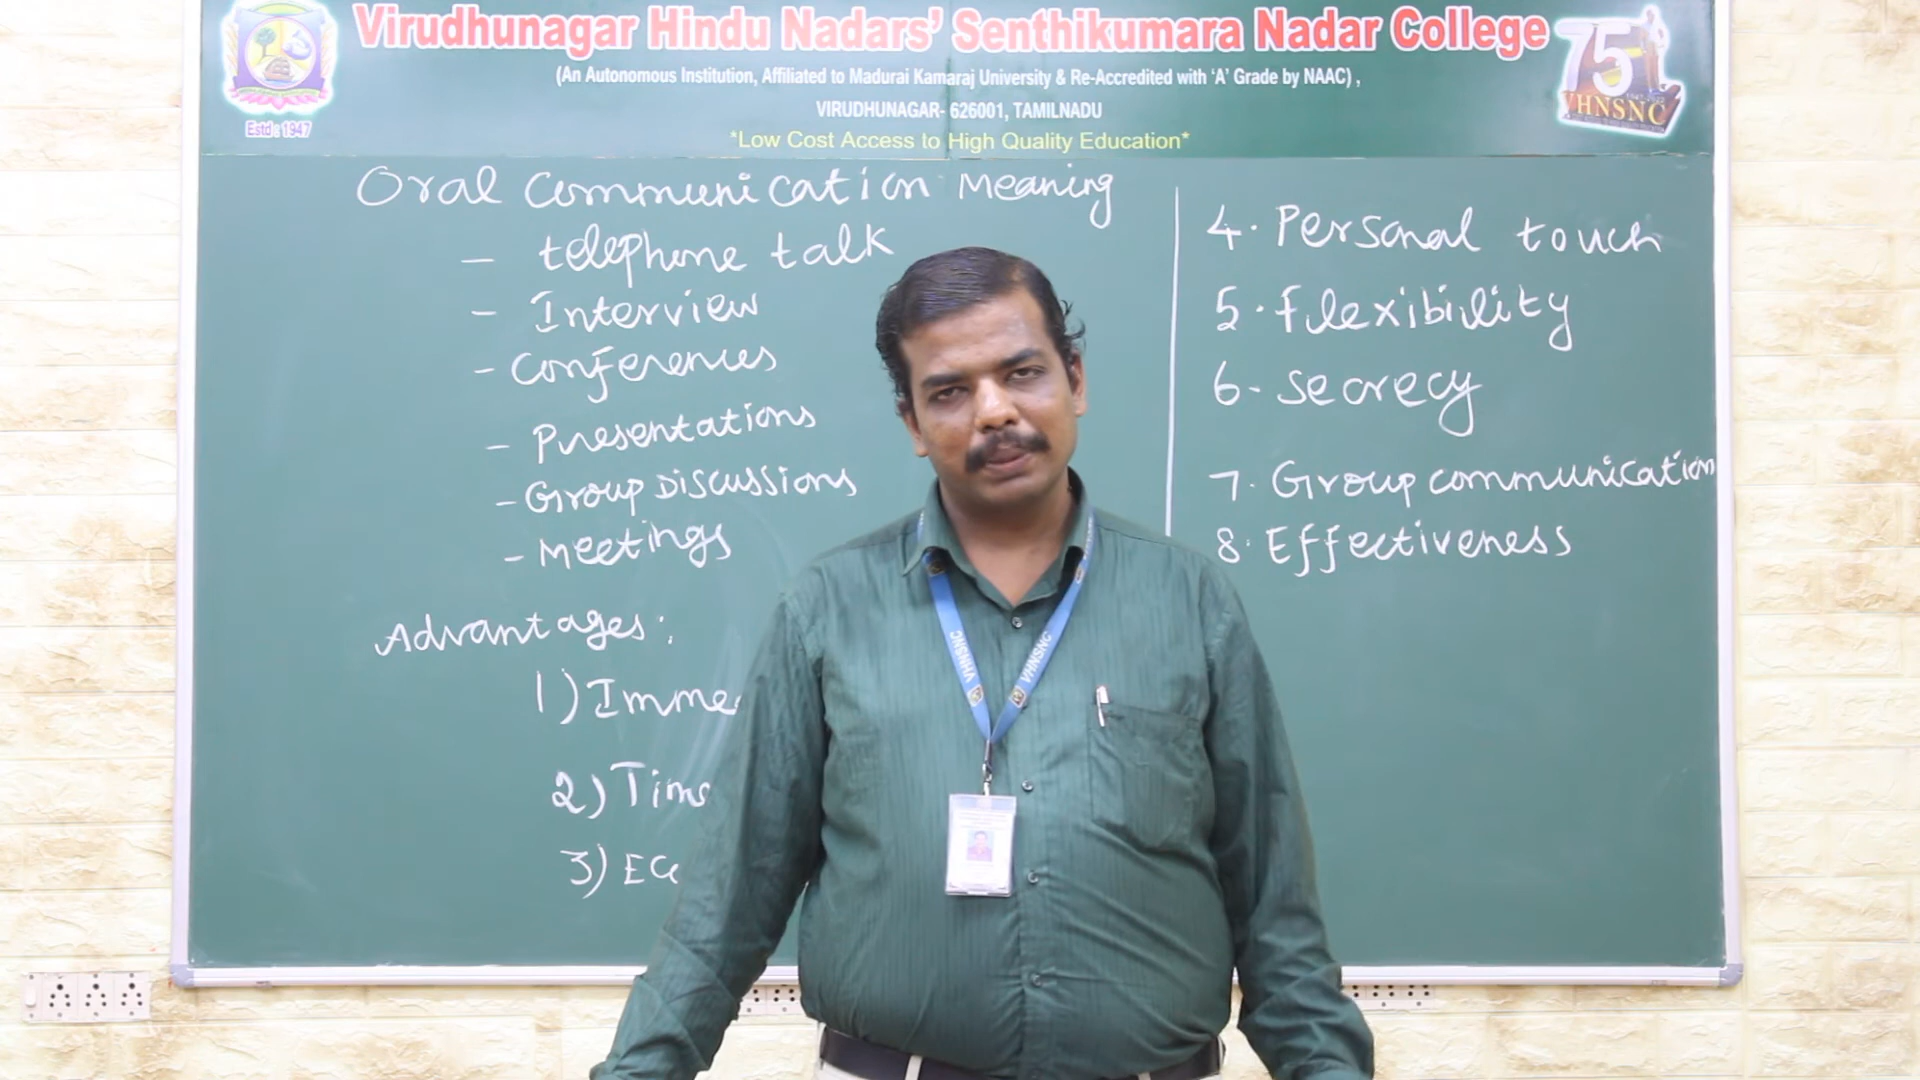 Virudhunagar Hindu Nadars' Senthikumara Nadar College
(An Autonomous Institution, Affiliated to Madurai Kamaraj University & Re-Accredited with 'A' Grade by NAAC) ,
VIRUDHUNAGAR- 626001, TAMILNADU
*Low Cost Access to High Quality Education*
Estd : 1947
75
VHNSNC
Oral Communication Meaning
- telephone talk
- Interview
- Conferences
- Presentations
- Group Discussions
- Meetings
Advantages:
1) Imme
2) Time
3) Eco
4. Personal touch
5. Flexibility
6- Secrecy
7. Group communication
8. Effectiveness
VHNSNC
VHNSNC